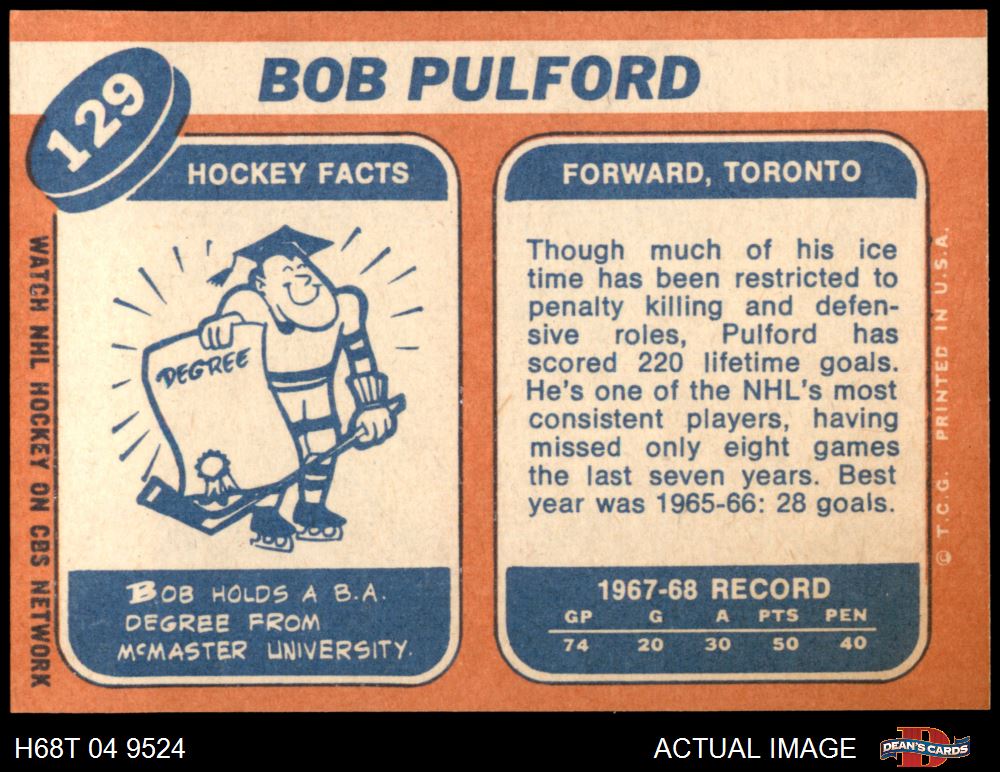 129
BOB PULFORD
HOCKEY FACTS
DEGREE
BOB HOLDS A B.A.
DEGREE FROM
McMASTER UNIVERSITY.
WATCH NHL HOCKEY ON CBS NETWORK
FORWARD, TORONTO
Though much of his ice
time has been restricted to
penalty killing and defen-
sive roles, Pulford has
scored 220 lifetime goals.
He's one of the NHL's most
consistent players, having
missed only eight games
the last seven years. Best
year was 1965-66: 28 goals.
1967-68 RECORD
GP G A PTS PEN
74 20 30 50 40
© T.C.G. PRINTED IN U.S.A.
H68T 04 9524
ACTUAL IMAGE
D
DEAN'S CARDS